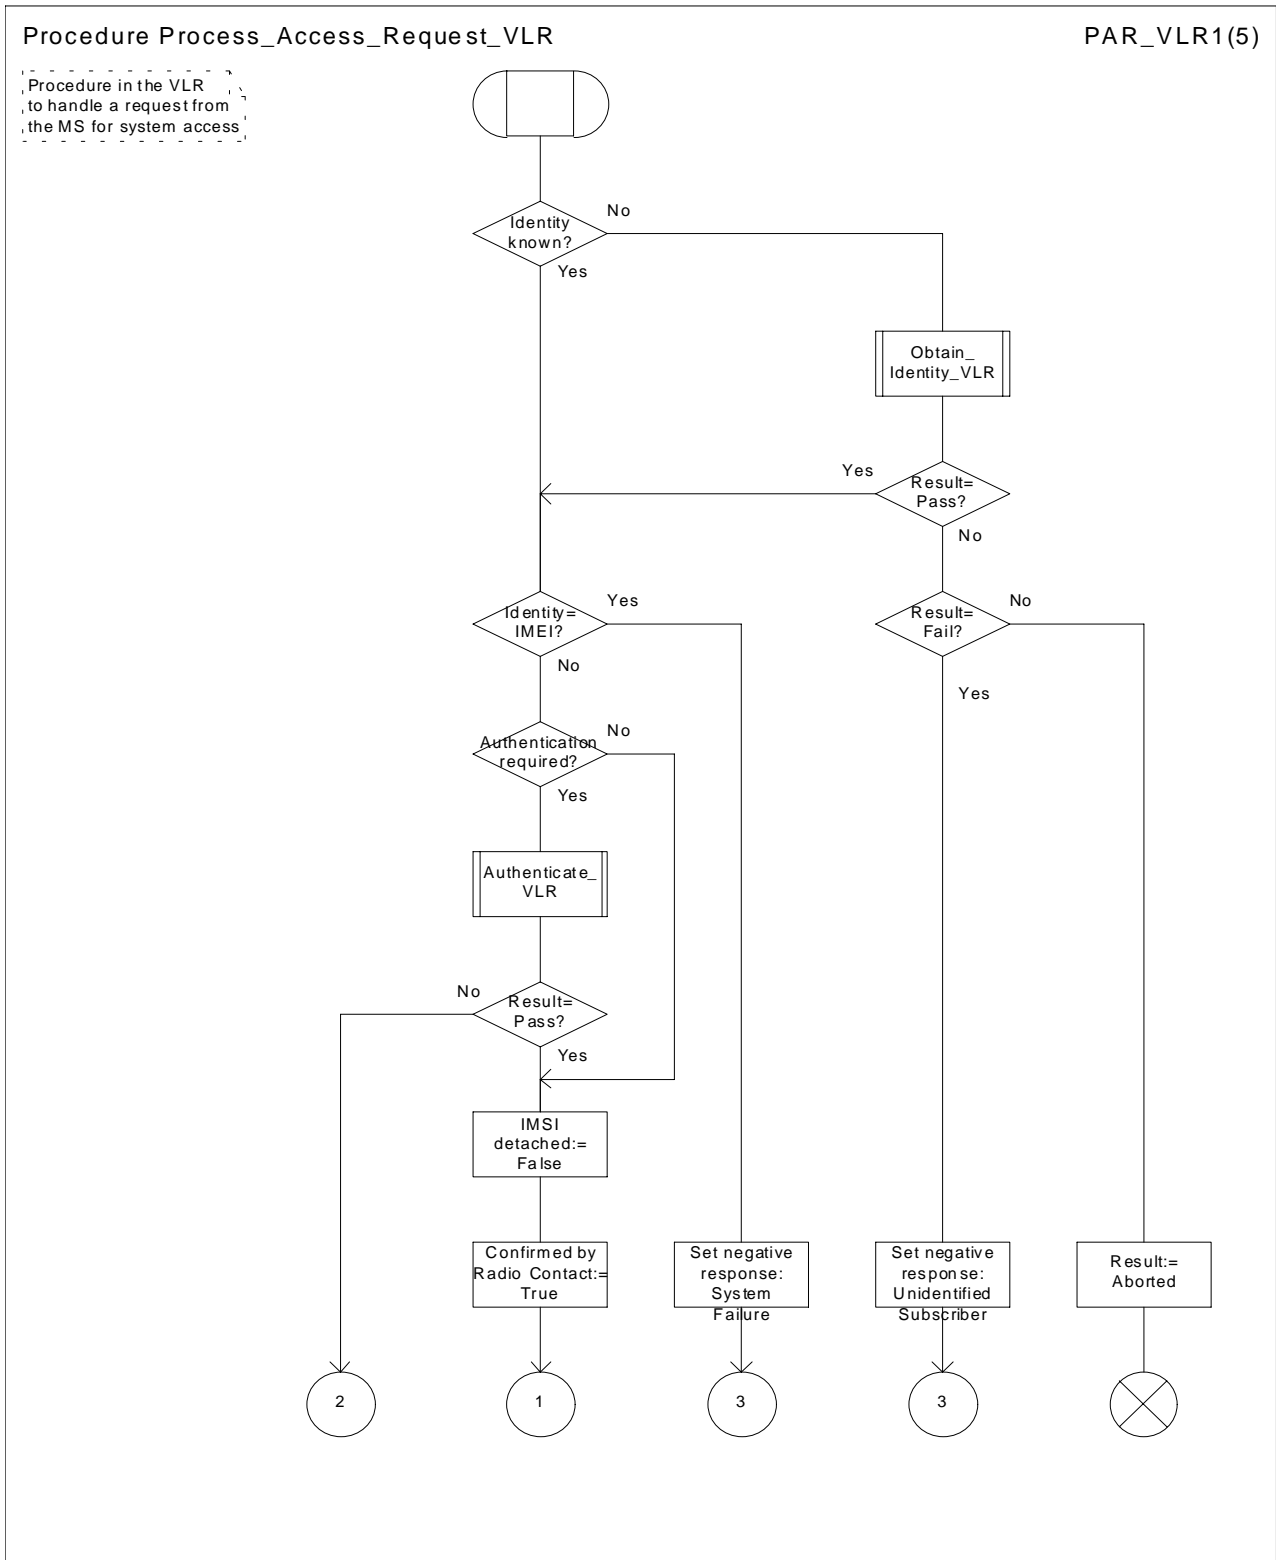 Procedure Process_Access_Request_VLR
PAR_VLR1(5)
Procedure in the VLR
to handle a request from
the MS for system access
Identity
known?
No
Yes
Obtain_
Identity_VLR
Yes
Result=
Pass?
No
Identity=
IMEI?
Yes
No
Result=
Fail?
No
Yes
Authentication
required?
No
Yes
Authenticate_
VLR
No
Result=
Pass?
Yes
IMSI
detached:=
False
Confirmed by
Radio Contact:=
True
Set negative
response:
System
Failure
Set negative
response:
Unidentified
Subscriber
Result:=
Aborted
2
1
3
3